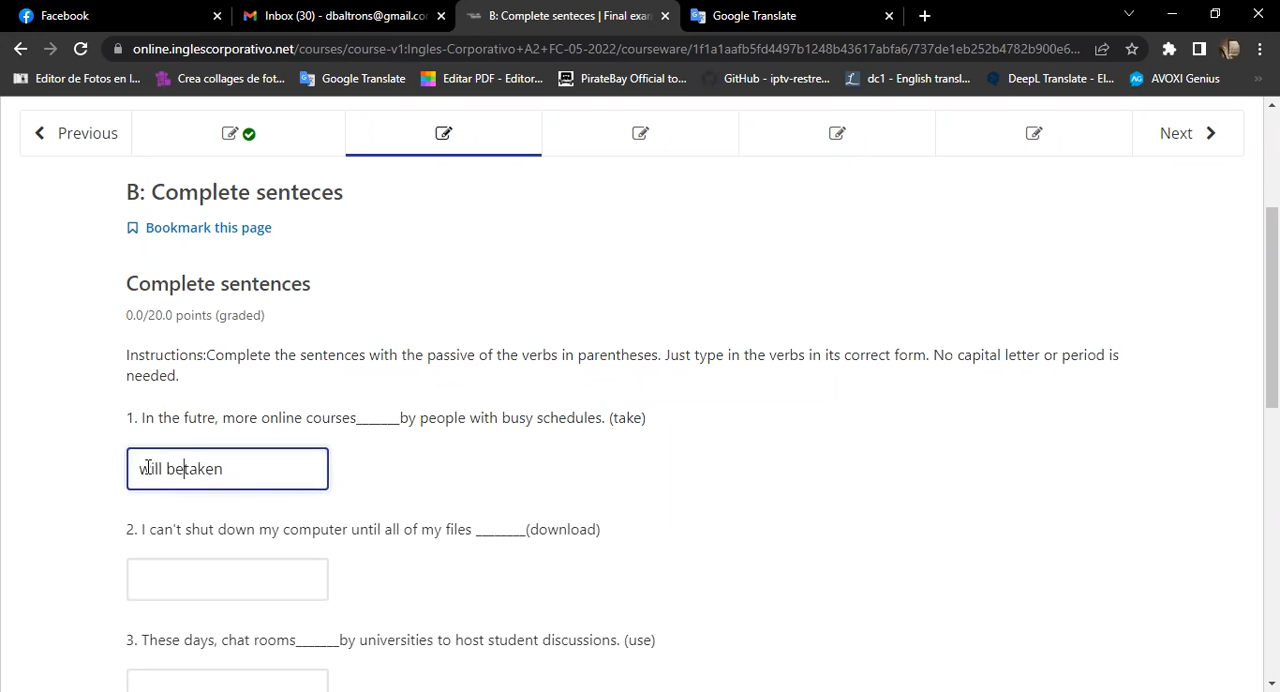 Facebook
Inbox (30) - dbaltrons@gmail.co
B: Complete senteces | Final exa
Google Translate
online.inglescorporativo.net/courses/course-v1:Ingles-Corporativo+A2+FC-05-2022/courseware/1f1a1aafb5fd4497b1248b43617abfa6/737de1eb252b4782b900e6...
Editor de Fotos en l...
Crea collages de fot...
Google Translate
Editar PDF - Editor...
PirateBay Official to...
GitHub - iptv-restre...
dc1 - English transl...
DeepL Translate - El...
AVOXI Genius
»
Previous
Next
B: Complete senteces
Bookmark this page
Complete sentences
0.0/20.0 points (graded)
Instructions:Complete the sentences with the passive of the verbs in parentheses. Just type in the verbs in its correct form. No capital letter or period is
needed.
1. In the futre, more online courses_______by people with busy schedules. (take)
will betaken
2. I can't shut down my computer until all of my files ________(download)
3. These days, chat rooms_______by universities to host student discussions. (use)